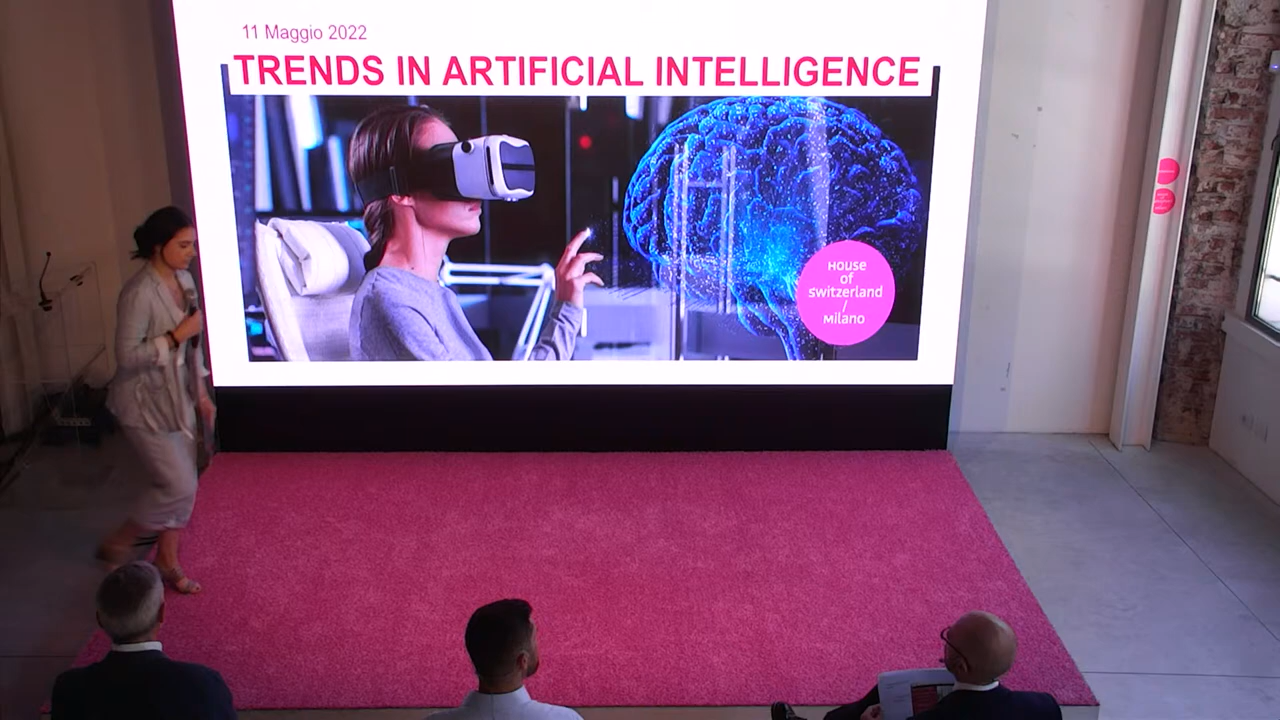 11 Maggio 2022
TRENDS IN ARTIFICIAL INTELLIGENCE
House
of
switzerland
/
Milano